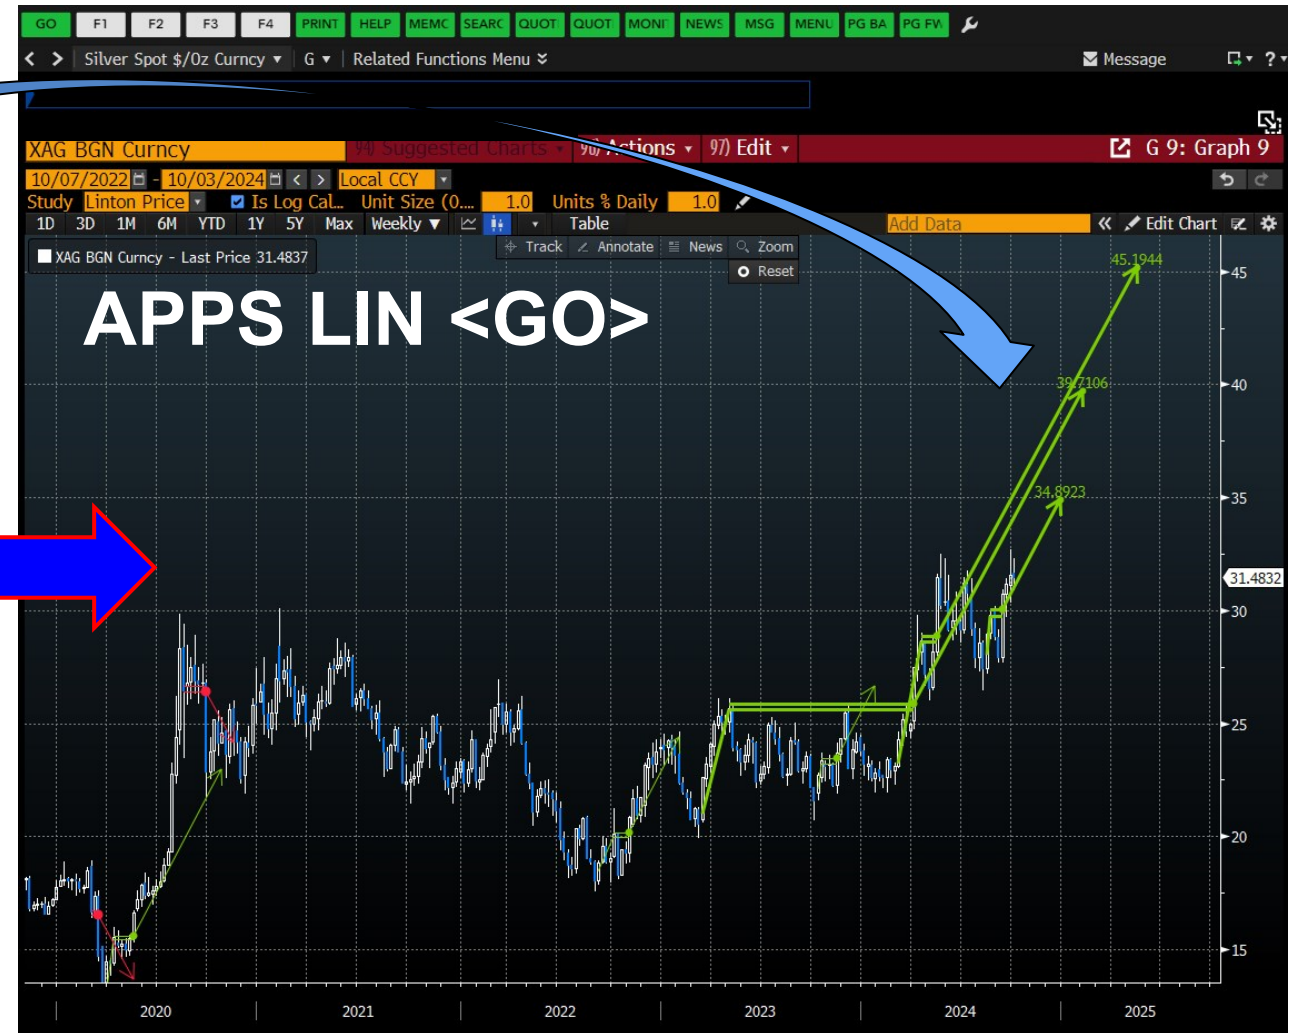 GO F1 F2 F3 F4 PRINT HELP MEMC SEARC QUOT QUOT MONIT NEWS MSG MENU PG BA PG FW
< > Silver Spot $/Oz Curncy ▾ G ▾ Related Functions Menu Message ? ▾
XAG BGN Curncy 94) Suggested Charts ▾ 96) Actions ▾ 97) Edit ▾ G 9: Graph 9
10/07/2022 - 10/03/2024 < > Local CCY ▾
Study Linton Price ▾ Is Log Cal... Unit Size (0.... 1.0 Units % Daily 1.0
1D 3D 1M 6M YTD 1Y 5Y Max Weekly ▼ ▾ Table Add Data « Edit Chart
Track Annotate News Zoom
Reset
XAG BGN Curncy - Last Price 31.4837
APPS LIN <GO>
45.1944
45
39.7106
40
34.8923
35
31.4832
30
25
20
15
2020 2021 2022 2023 2024 2025